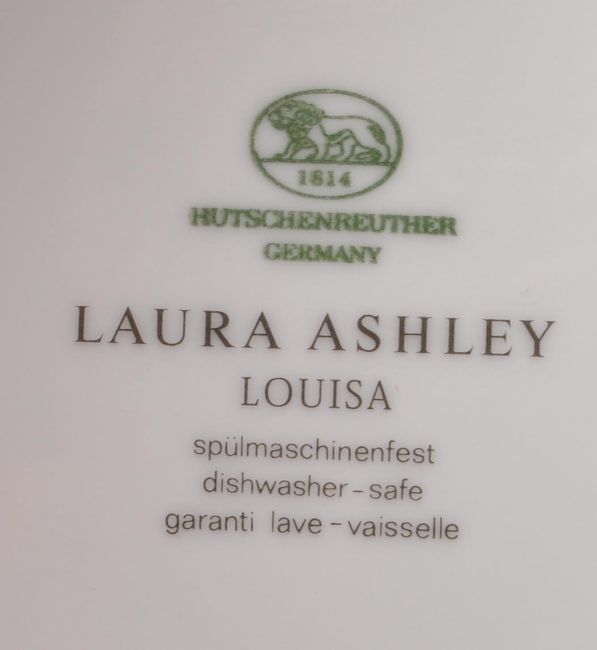 1814
HUTSCHENREUTHER
GERMANY
LAURA ASHLEY
LOUISA
spülmaschinenfest
dishwasher-safe
garanti lave-vaisselle